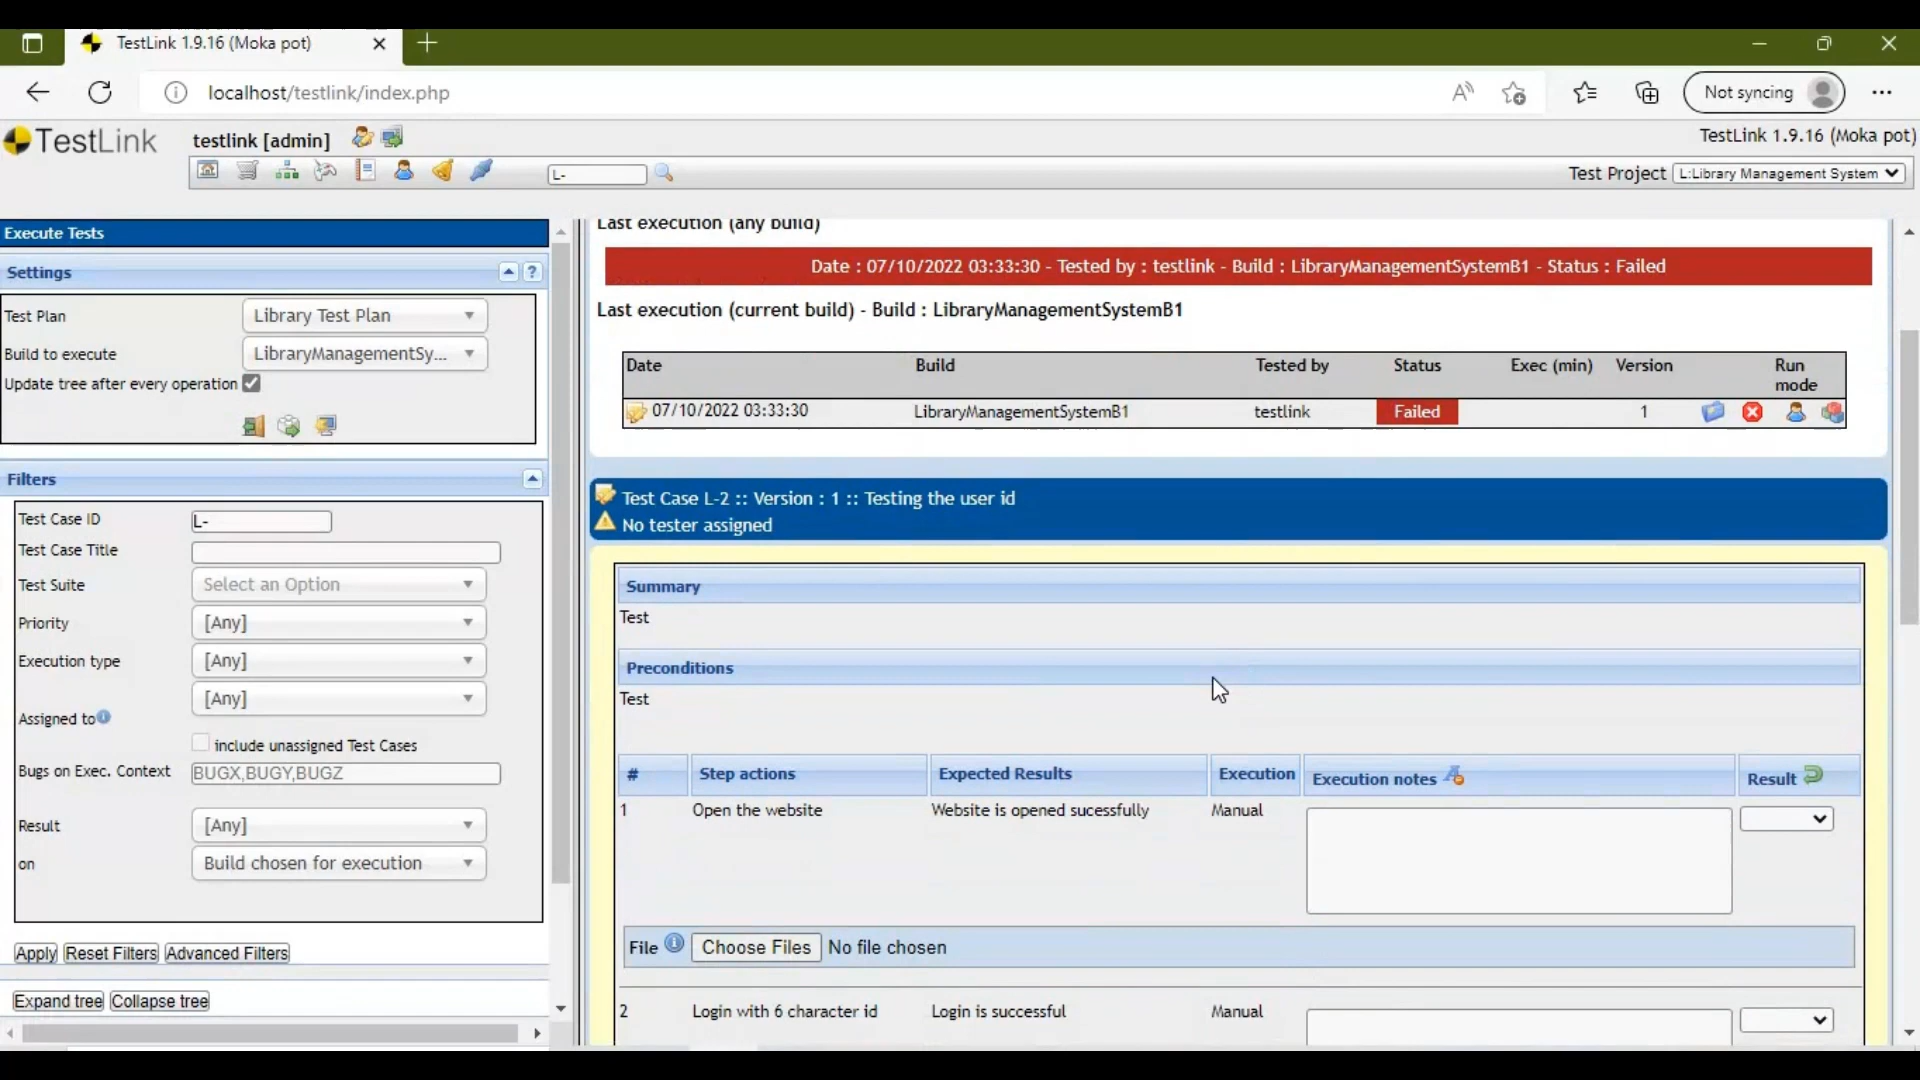 TestLink 1.9.16 (Moka pot)
localhost/testlink/index.php
Not syncing
TestLink
testlink [admin]
TestLink 1.9.16 (Moka pot)
L-
Test Project
L:Library Management System
Execute Tests
Settings
?
Test Plan
Library Test Plan
Build to execute
LibraryManagementSy...
Update tree after every operation
Filters
Test Case ID
L-
Test Case Title
Test Suite
Select an Option
Priority
[Any]
Execution type
[Any]
[Any]
Assigned to
include unassigned Test Cases
Bugs on Exec. Context
BUGX,BUGY,BUGZ
Result
[Any]
on
Build chosen for execution
Apply Reset Filters Advanced Filters
Expand tree Collapse tree
Last execution (any build)
Date : 07/10/2022 03:33:30 - Tested by : testlink - Build : LibraryManagementSystemB1 - Status : Failed
Last execution (current build) - Build : LibraryManagementSystemB1
Date Build Tested by Status Exec (min) Version Run mode
07/10/2022 03:33:30 LibraryManagementSystemB1 testlink Failed 1
Test Case L-2 :: Version : 1 :: Testing the user id
No tester assigned
Summary
Test
Preconditions
Test
# Step actions Expected Results Execution Execution notes Result
1 Open the website Website is opened sucessfully Manual
File Choose Files No file chosen
2 Login with 6 character id Login is successful Manual